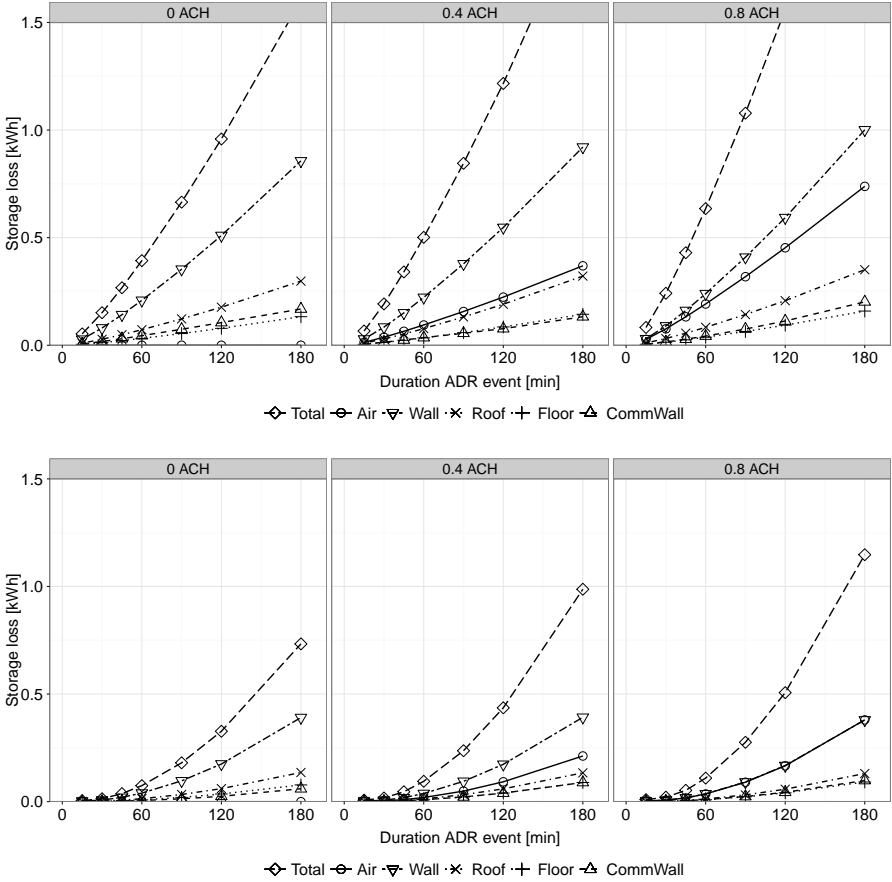 0 ACH 0.4 ACH 0.8 ACH
1.5
1.0
0.5
0.0
Storage loss [kWh]
0 60 120 180 0 60 120 180 0 60 120 180
Duration ADR event [min]
Total Air Wall Roof Floor CommWall
0 ACH 0.4 ACH 0.8 ACH
1.5
1.0
0.5
0.0
Storage loss [kWh]
0 60 120 180 0 60 120 180 0 60 120 180
Duration ADR event [min]
Total Air Wall Roof Floor CommWall